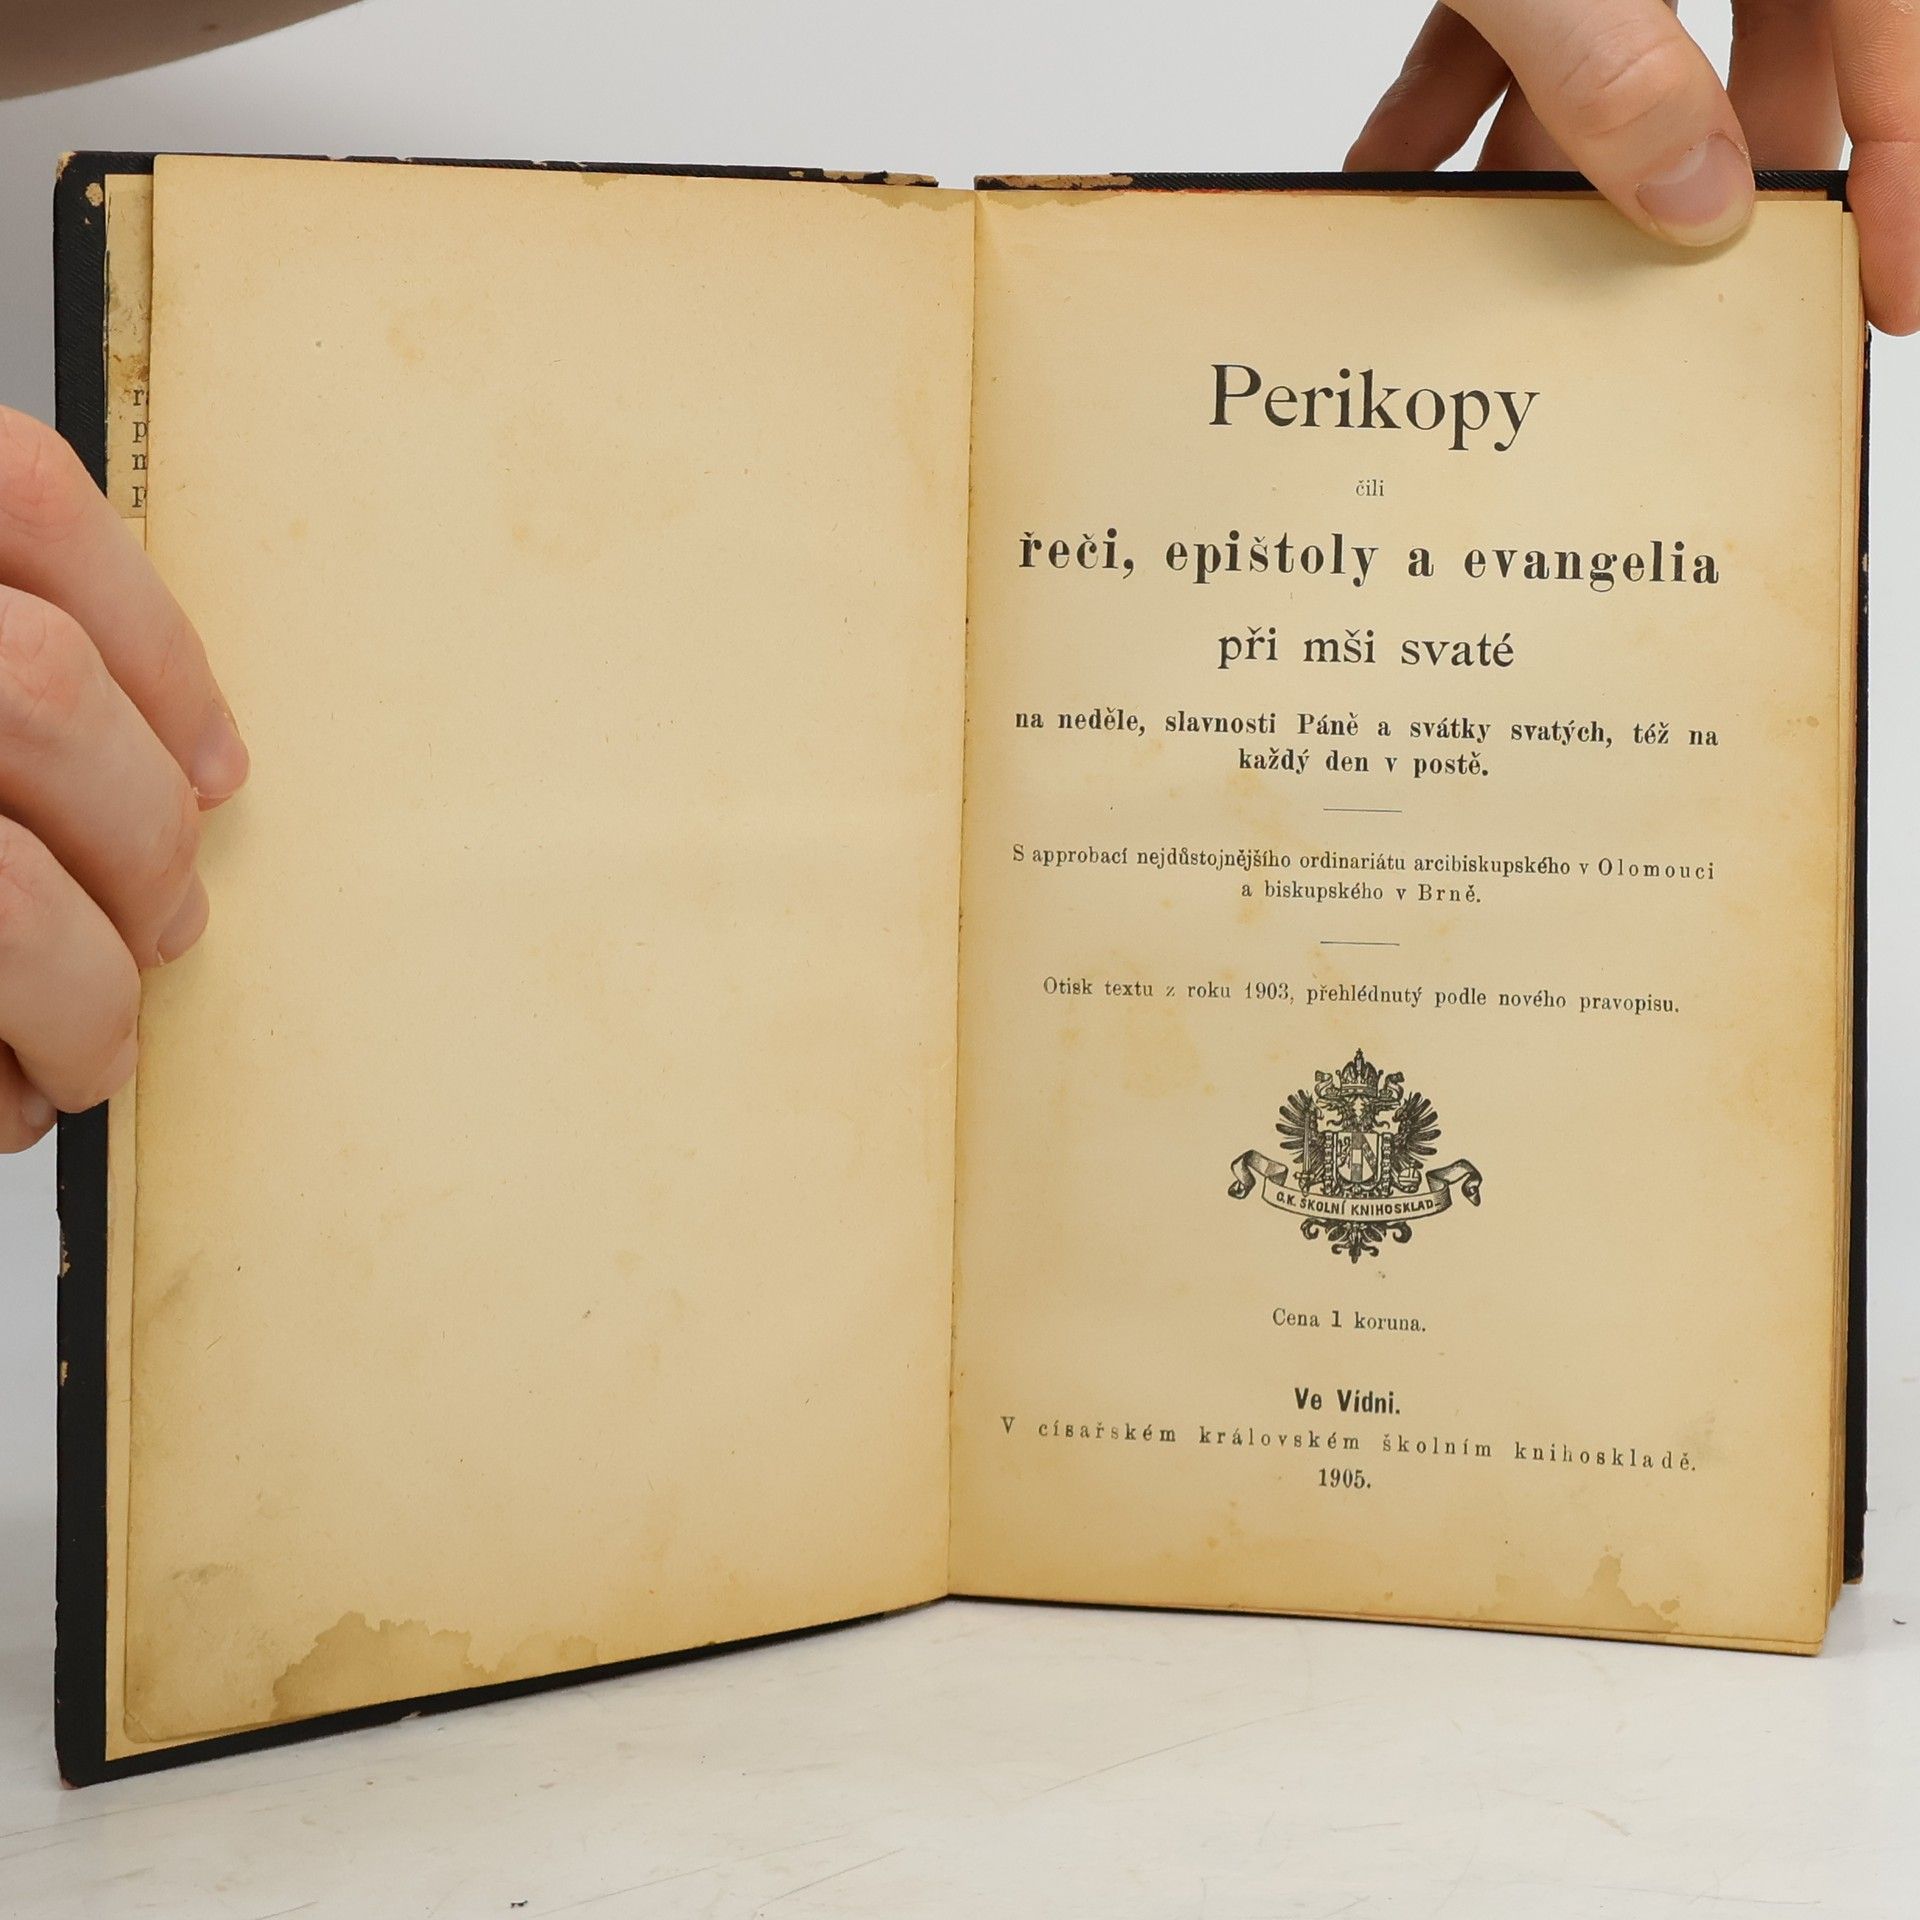 Perikopy
čili
řeči, epištoly a evangelia
při mši svaté
na neděle, slavnosti Páně a svátky svatých, též na
každý den v postě.
S approbací nejdůstojnějšího ordinariátu arcibiskupského v Olomouci
a biskupského v Brně.
Otisk textu z roku 1903, přehlédnutý podle nového pravopisu.
C.K. ŠKOLNÍ KNIHOSKLAD
Cena 1 koruna.
Ve Vídni.
V císařském královském školním knihoskladě.
1905.